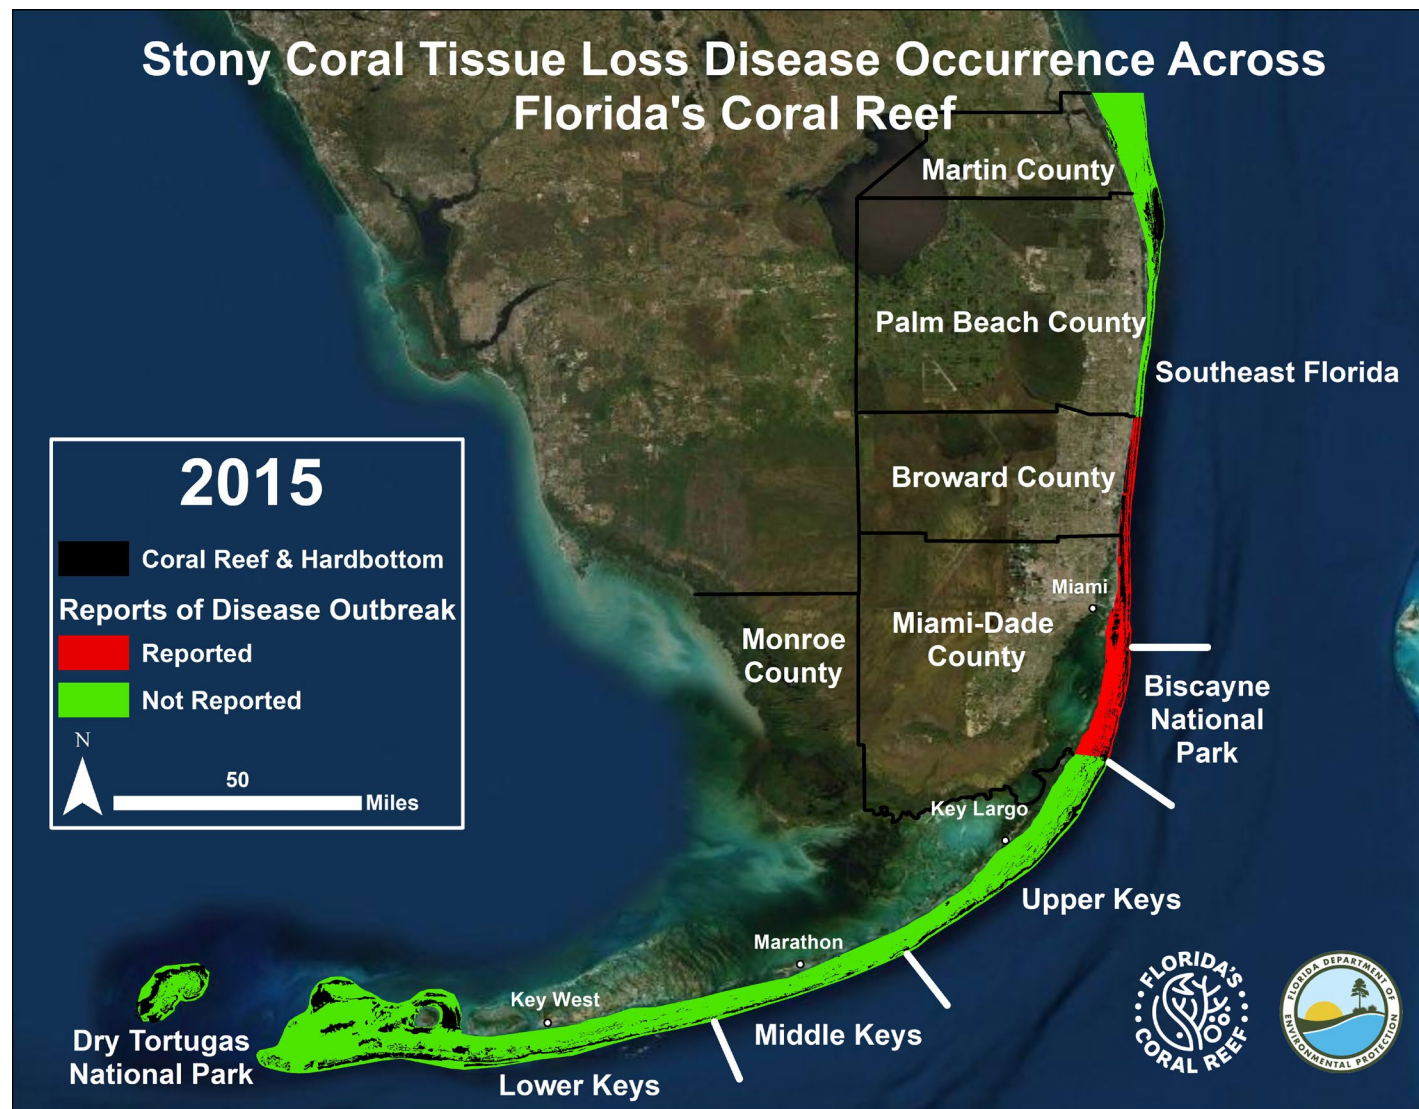 Stony Coral Tissue Loss Disease Occurrence Across
Florida's Coral Reef
Martin County
Palm Beach County
Southeast Florida
Broward County
Miami
Miami-Dade
County
Monroe
County
Biscayne
National
Park
Key Largo
Upper Keys
Marathon
Middle Keys
Key West
Lower Keys
Dry Tortugas
National Park
2015
Coral Reef & Hardbottom
Reports of Disease Outbreak
Reported
Not Reported
N
50
Miles
FLORIDA'S
CORAL REEF
FLORIDA DEPARTMENT OF
ENVIRONMENTAL PROTECTION